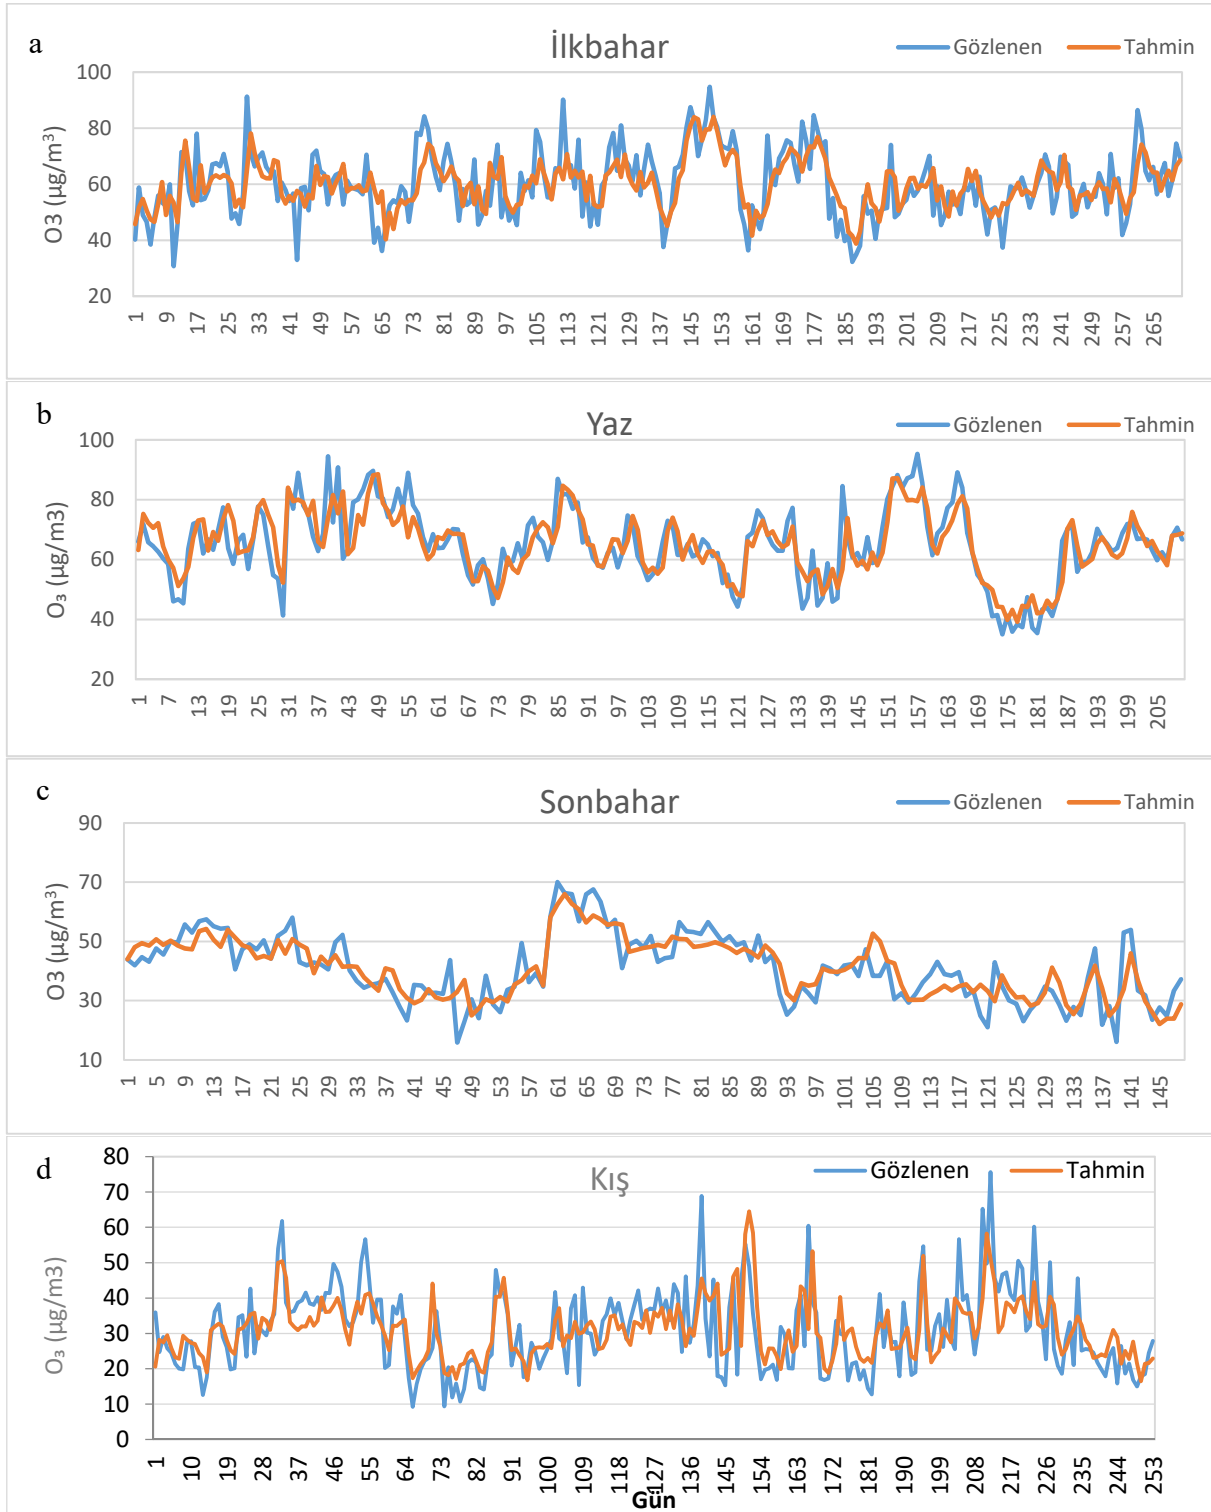 a
İlkbahar
Gözlenen Tahmin
O3 (µg/m³)
100
80
60
40
20
1 9 17 25 33 41 49 57 65 73 81 89 97 105 113 121 129 137 145 153 161 169 177 185 193 201 209 217 225 233 241 249 257 265
b
Yaz
Gözlenen Tahmin
O₃ (µg/m3)
100
80
60
40
20
1 7 13 19 25 31 37 43 49 55 61 67 73 79 85 91 97 103 109 115 121 127 133 139 145 151 157 163 169 175 181 187 193 199 205
c
Sonbahar
Gözlenen Tahmin
O3 (µg/m³)
90
70
50
30
10
1 5 9 13 17 21 25 29 33 37 41 45 49 53 57 61 65 69 73 77 81 85 89 93 97 101 105 109 113 117 121 125 129 133 137 141 145
d
Kış
Gözlenen Tahmin
O₃ (µg/m3)
80
70
60
50
40
30
20
10
0
1 10 19 28 37 46 55 64 73 82 91 100 109 118 127 136 145 154 163 172 181 190 199 208 217 226 235 244 253
Gün